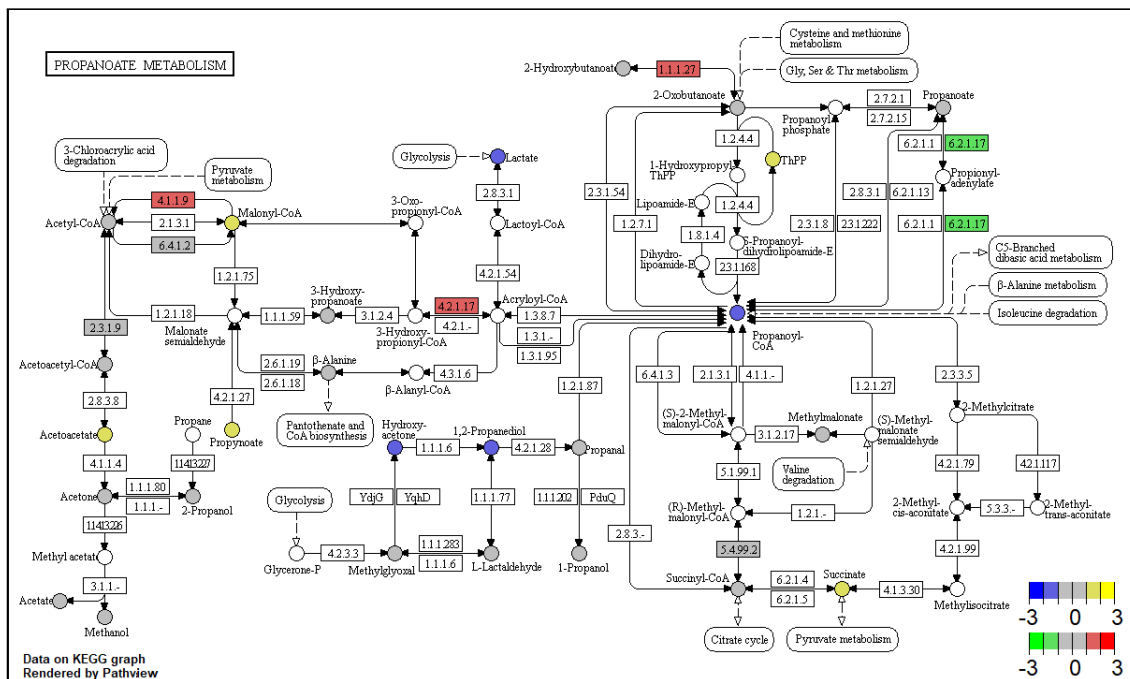 PROPANOATE METABOLISM
Cysteine and methionine
metabolism
Gly, Ser & Thr metabolism
2-Hydroxybutanoate
1.1.1.27
2-Oxobutanoate
Propanoyl
phosphate
2.7.2.1
2.7.2.15
Propanoate
3-Chloroacrylic acid
degradation
Pyruvate
metabolism
Glycolysis
Lactate
1.2.4.4
ThPP
6.2.1.1
6.2.1.17
1-Hydroxypropyl-
ThPP
Propionyl-
adenylate
4.1.1.9
Acetyl-CoA
2.1.3.1
Malonyl-CoA
6.4.1.2
2.8.3.1
2.3.1.54
1.2.7.1
Lipoamide-E
1.2.4.4
2.8.3.1
6.2.1.13
3-Oxo-
propionyl-CoA
Lactoyl-CoA
1.8.1.4
S-Propanoyl-
dihydrolipoamide-E
2.3.1.8
2.3.1.222
6.2.1.1
6.2.1.17
Dihydro-
lipoamide-E
2.3.1.168
C5-Branched
dibasic acid metabolism
1.2.1.75
4.2.1.54
β-Alanine metabolism
Isoleucine degradation
3-Hydroxy-
propanoate
4.2.1.17
Acryloyl-CoA
1.2.1.18
Malonate
semialdehyde
1.1.1.59
3.1.2.4
3-Hydroxy-
propionyl-CoA
4.2.1.-
1.3.8.7
1.3.1.-
1.3.1.95
Propanoyl-
CoA
2.3.1.9
Acetoacetyl-CoA
2.6.1.19
2.6.1.18
β-Alanine
β-Alanyl-CoA
4.3.1.6
1.2.1.87
6.4.1.3
2.1.3.1
4.1.1.-
1.2.1.27
2.3.3.5
2.8.3.8
4.2.1.27
Acetoacetate
Propane
Propynoate
Pantothenate and
CoA biosynthesis
(S)-2-Methyl-
malonyl-CoA
Methylmalonate
3.1.2.17
(S)-Methyl-
malonate
semialdehyde
2-Methylcitrate
Hydroxy-
acetone
1.1.1.6
1,2-Propanediol
4.2.1.28
Propanal
4.1.1.4
1.14.13.227
5.1.99.1
Valine
degradation
4.2.1.79
4.2.1.117
Acetone
1.1.1.80
1.1.1.-
2-Propanol
Glycolysis
YdjG
YqhD
1.1.1.77
1.1.1.202
PduQ
(R)-Methyl-
malonyl-CoA
1.2.1.-
2-Methyl-
cis-aconitate
5.3.3.-
2-Methyl-
trans-aconitate
1.14.13.226
2.8.3.-
Methyl acetate
Glycerone-P
4.2.3.3
Methylglyoxal
1.1.1.283
1.1.1.6
L-Lactaldehyde
1-Propanol
5.4.99.2
4.2.1.99
3.1.1.-
Succinyl-CoA
6.2.1.4
6.2.1.5
Succinate
4.1.3.30
Methylisocitrate
Acetate
Methanol
Citrate cycle
Pyruvate metabolism
-3 0 3
-3 0 3
Data on KEGG graph
Rendered by Pathview